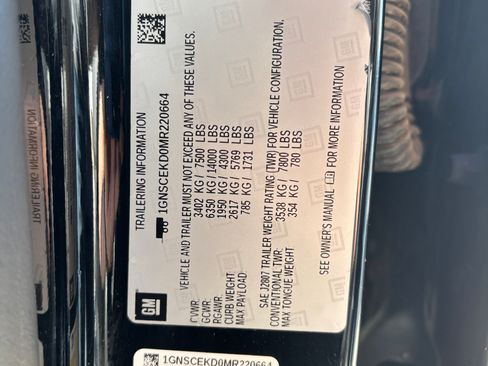 TRAILERING INFORMATION
1GNSCEKD0MR220664
VEHICLE AND TRAILER MUST NOT EXCEED ANY OF THESE VALUES.
GVWR: 3402 KG / 7500 LBS
GCWR: 6350 KG / 14000 LBS
RGAWR: 1950 KG / 4300 LBS
CURB WEIGHT: 2617 KG / 5769 LBS
MAX PAYLOAD: 785 KG / 1731 LBS
SAE J2807 TRAILER WEIGHT RATING (TWR) FOR VEHICLE CONFIGURATION.
CONVENTIONAL TWR: 3538 KG / 7800 LBS
MAX TONGUE WEIGHT 354 KG / 780 LBS
SEE OWNER'S MANUAL FOR MORE INFORMATION
GM
1GNSCEKD0MR220664